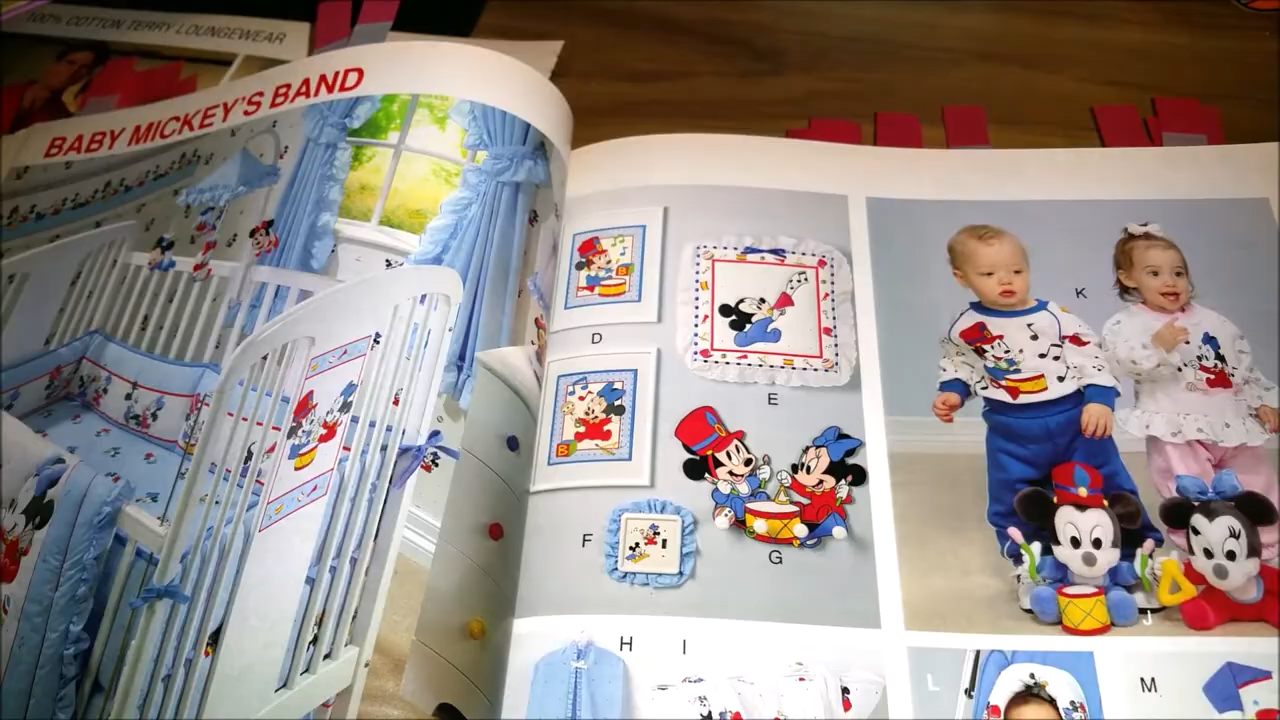 100% COTTON TERRY LOUNGEWEAR
BABY MICKEY'S BAND
D
E
F
G
K
J
H
I
L
M
B
B